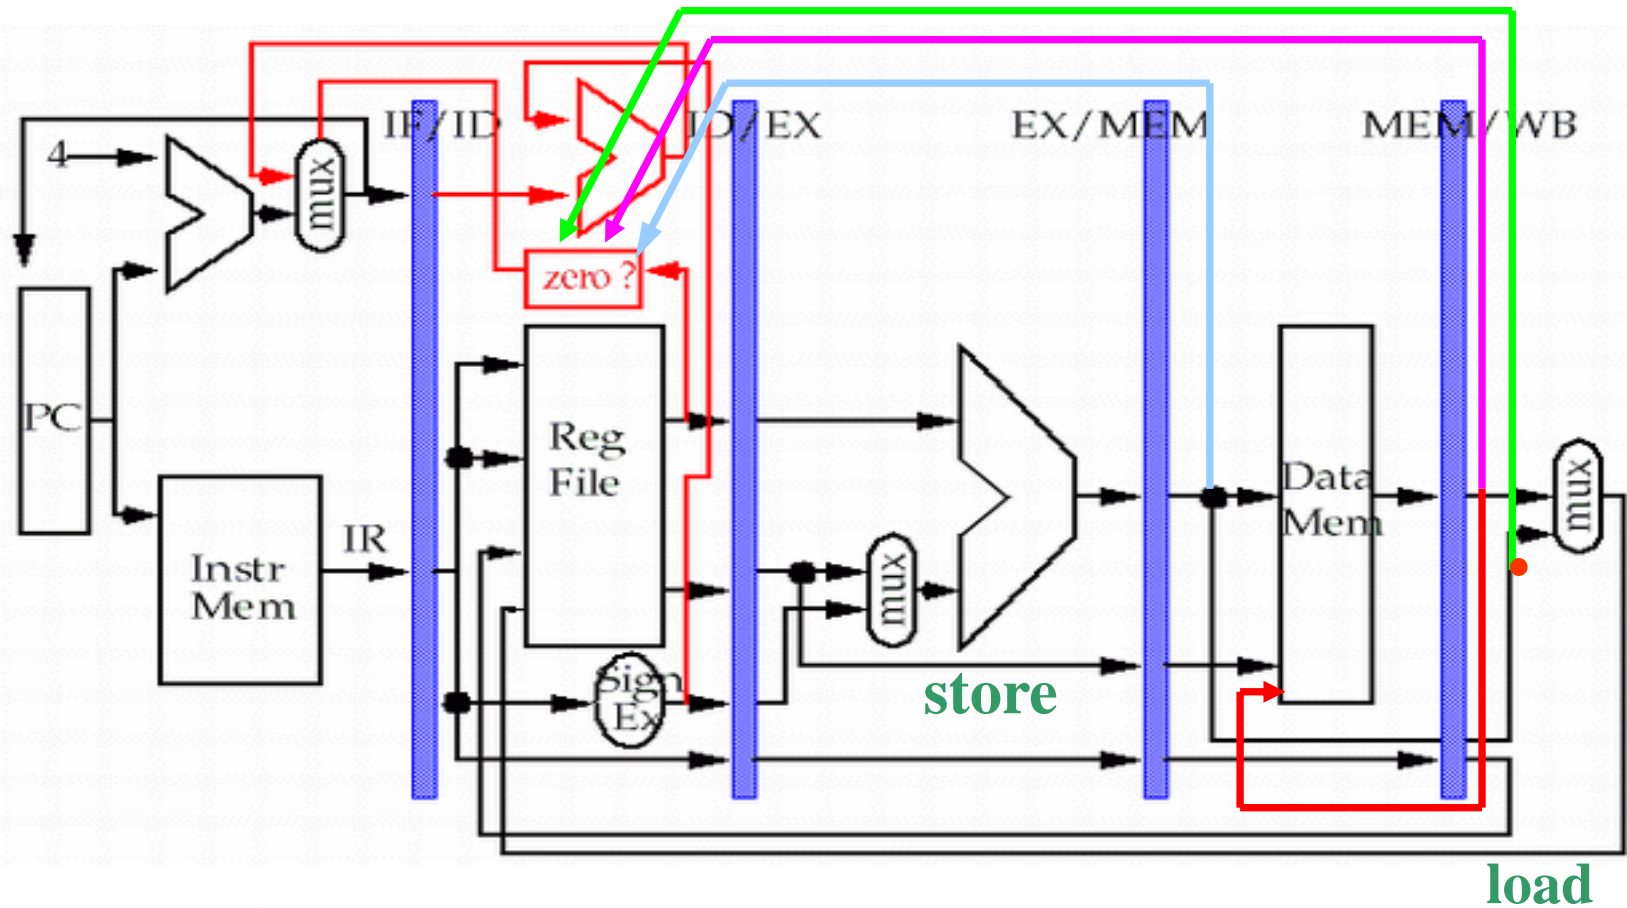 IF/ID
ID/EX
EX/MEM
MEM/WB
4
mux
zero ?
PC
Reg
File
Data
Mem
mux
IR
Instr
Mem
mux
Sign
Ex
store
load